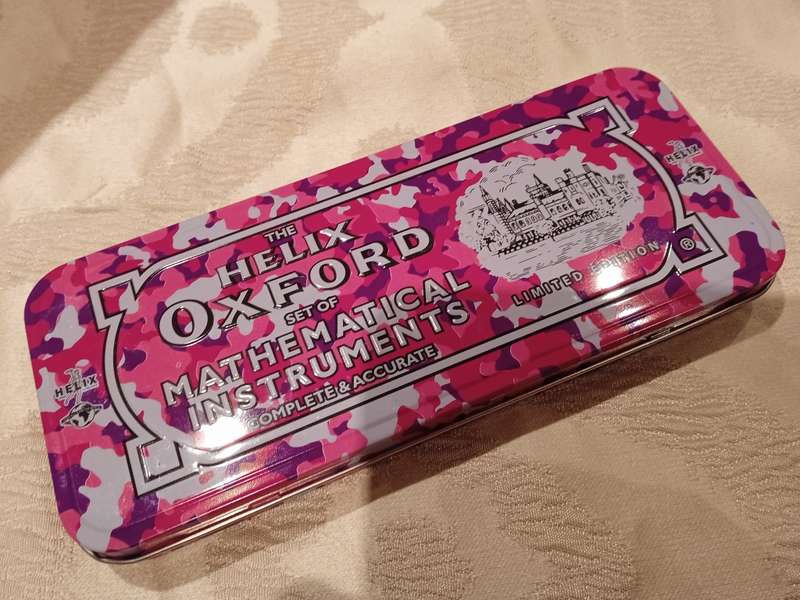 THE
HELIX
OXFORD
SET OF
MATHEMATICAL
INSTRUMENTS
COMPLETE & ACCURATE
LIMITED EDITION
®
HELIX
HELIX